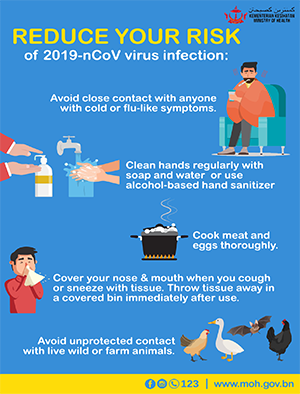 KEMENTERIAN KESIHATAN
MINISTRY OF HEALTH
REDUCE YOUR RISK
of 2019-nCoV virus infection:
Avoid close contact with anyone
with cold or flu-like symptoms.
Clean hands regularly with
soap and water or use
alcohol-based hand sanitizer
Cook meat and
eggs thoroughly.
Cover your nose & mouth when you cough
or sneeze with tissue. Throw tissue away in
a covered bin immediately after use.
Avoid unprotected contact
with live wild or farm animals.
123 | www.moh.gov.bn